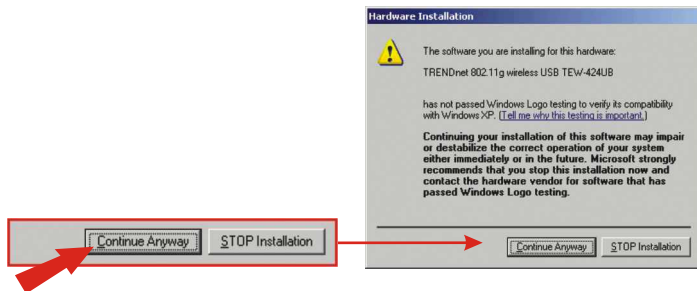 Hardware Installation
The software you are installing for this hardware:
TRENDnet 802.11g wireless USB TEW-424UB
has not passed Windows Logo testing to verify its compatibility
with Windows XP. (Tell me why this testing is important.)
Continuing your installation of this software may impair
or destabilize the correct operation of your system
either immediately or in the future. Microsoft strongly
recommends that you stop this installation now and
contact the hardware vendor for software that has
passed Windows Logo testing.
Continue Anyway STOP Installation
Continue Anyway STOP Installation